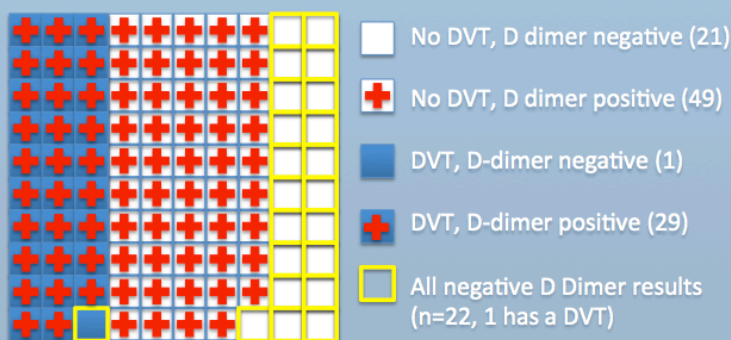 No DVT, D dimer negative (21)
No DVT, D dimer positive (49)
DVT, D-dimer negative (1)
DVT, D-dimer positive (29)
All negative D Dimer results
(n=22, 1 has a DVT)